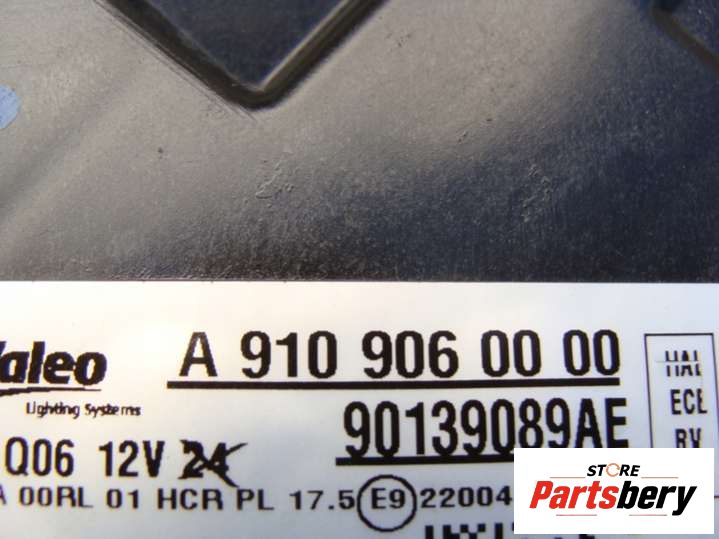 Valeo A 910 906 00 00
Lighting Systems 90139089AE
Q06 12V 24
A 00RL 01 HCR PL 17.5 E9 22004
HAL
ECE
STORE
Partsbery